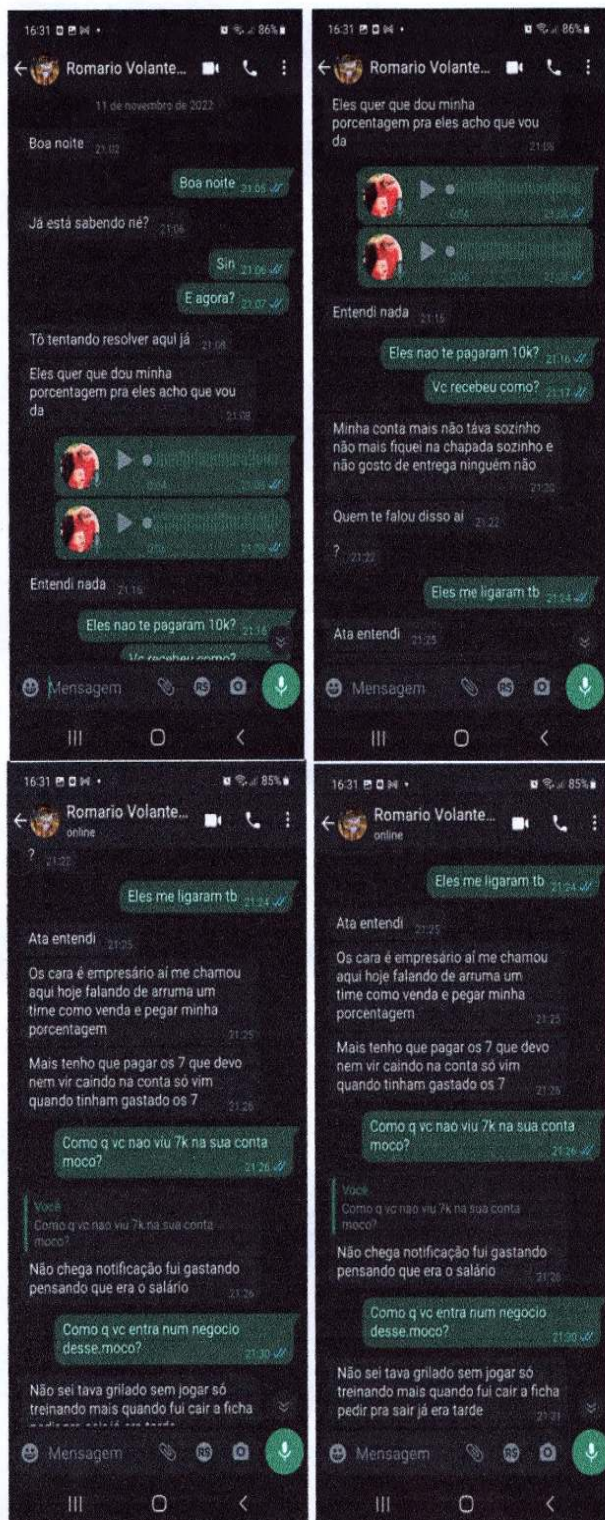 16:31
86%
Romario Volante...
11 de novembro de 2022
Boa noite 21:02
Boa noite 21:05
Já está sabendo né? 21:06
Sin 21:06
E agora? 21:07
Tô tentando resolver aqui já 21:08
Eles quer que dou minha
porcentagem pra eles acho que vou
da
21:08
Entendi nada 21:16
Eles nao te pagaram 10k? 21:16
Vc recebeu como?
Mensagem
RS
16:31
86%
Romario Volante...
Eles quer que dou minha
porcentagem pra eles acho que vou
da
Entendi nada
Eles nao te pagaram 10k? 21:16
Vc recebeu como? 21:17
Minha conta mais não táva sozinho
não mais fiquei na chapada sozinho e
não gosto de entrega ninguém não
21:20
Quem te falou disso aí 21:22
?
21:22
Eles me ligaram tb 21:24
Ata entendi 21:25
Mensagem
RS
16:31
85%
Romario Volante...
online
?
21:22
Eles me ligaram tb 21:24
Ata entendi 21:25
Os cara é empresário aí me chamou
aqui hoje falando de arruma um
time como venda e pegar minha
porcentagem
21:25
Mais tenho que pagar os 7 que devo
nem vir caindo na conta só vim
quando tinham gastado os 7
21:26
Como q vc nao viu 7k na sua conta
moco?
21:26
Você
Como q vc nao viu 7k na sua conta
moco?
Não chega notificação fui gastando
pensando que era o salário
Como q vc entra num negocio
desse.moco?
21:30
Não sei tava grilado sem jogar só
treinando mais quando fui cair a ficha
Mensagem
RS
16:31
85%
Romario Volante...
online
Eles me ligaram tb 21:24
Ata entendi 21:25
Os cara é empresário aí me chamou
aqui hoje falando de arruma um
time como venda e pegar minha
porcentagem
21:25
Mais tenho que pagar os 7 que devo
nem vir caindo na conta só vim
quando tinham gastado os 7
Como q vc nao viu 7k na sua conta
moco?
21:26
Você
Como q vc nao viu 7k na sua conta
moco?
Não chega notificação fui gastando
pensando que era o salário
Como q vc entra num negocio
desse.moco?
21:30
Não sei tava grilado sem jogar só
treinando mais quando fui cair a ficha
pedir pra sair já era tarde
21:31
Mensagem
RS